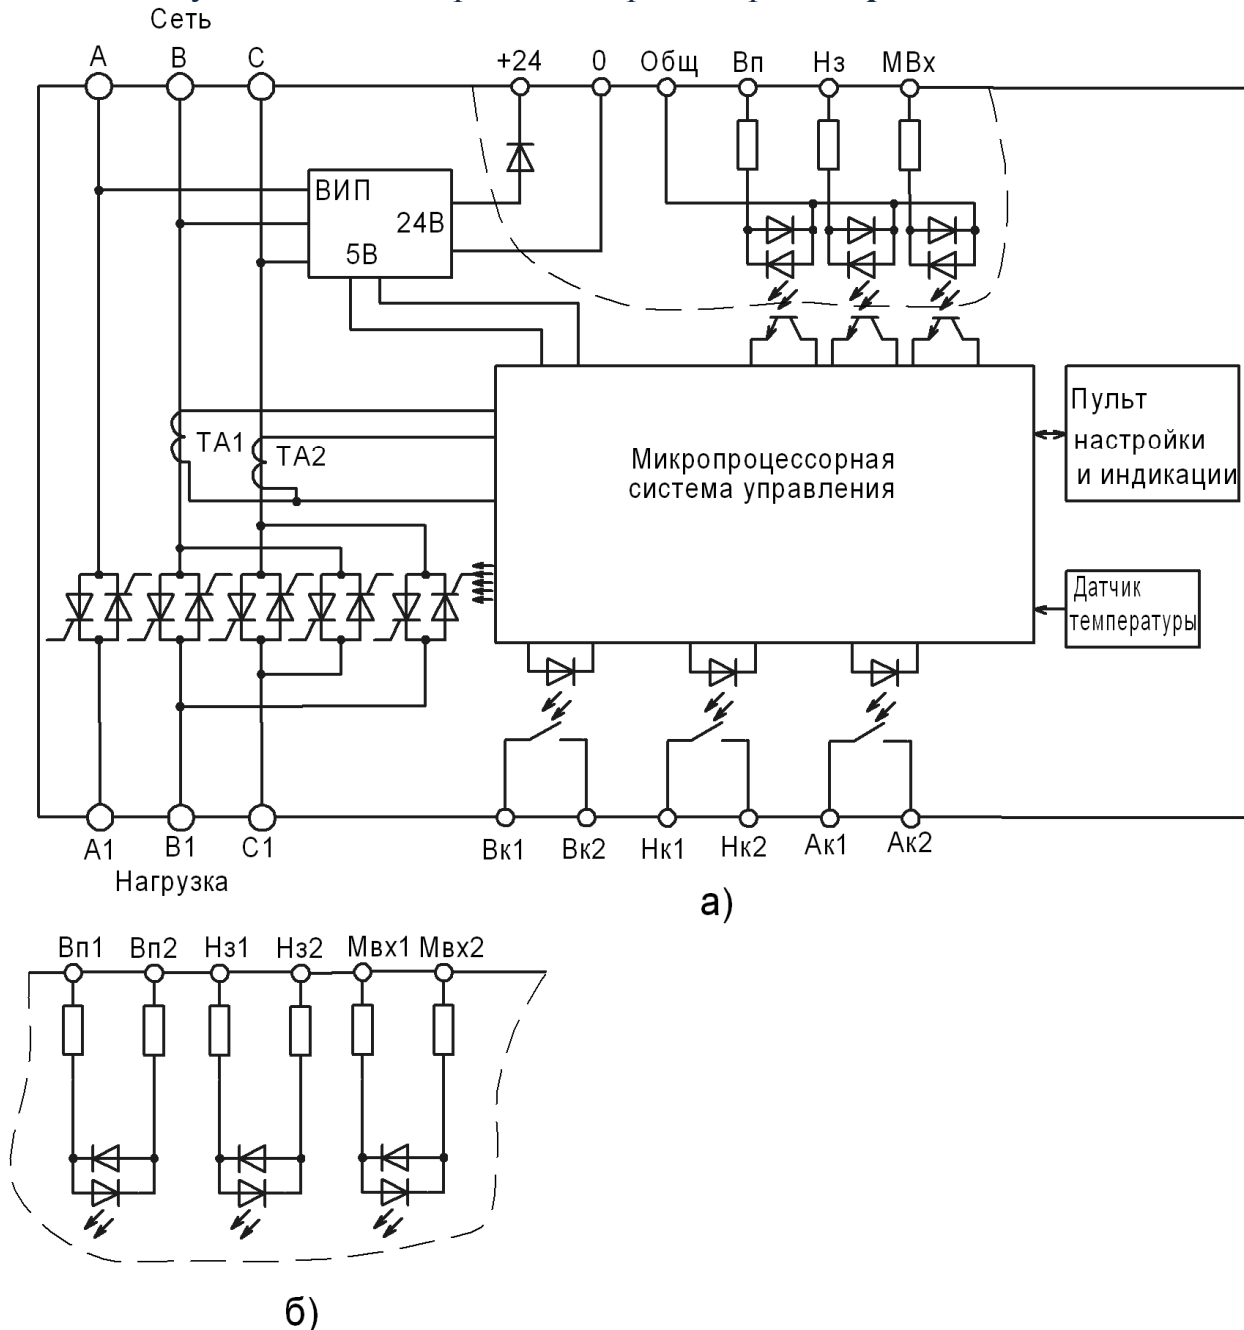 Сеть
А В С +24 0 Общ Вп Нз МВх
ВИП
24В
5В
ТА1
ТА2
Микропроцессорная
система управления
Пульт
настройки
и индикации
Датчик
температуры
А1 В1 С1 Вк1 Вк2 Нк1 Нк2 Ак1 Ак2
Нагрузка
а)
Вп1 Вп2 Нз1 Нз2 Мвх1 Мвх2
б)